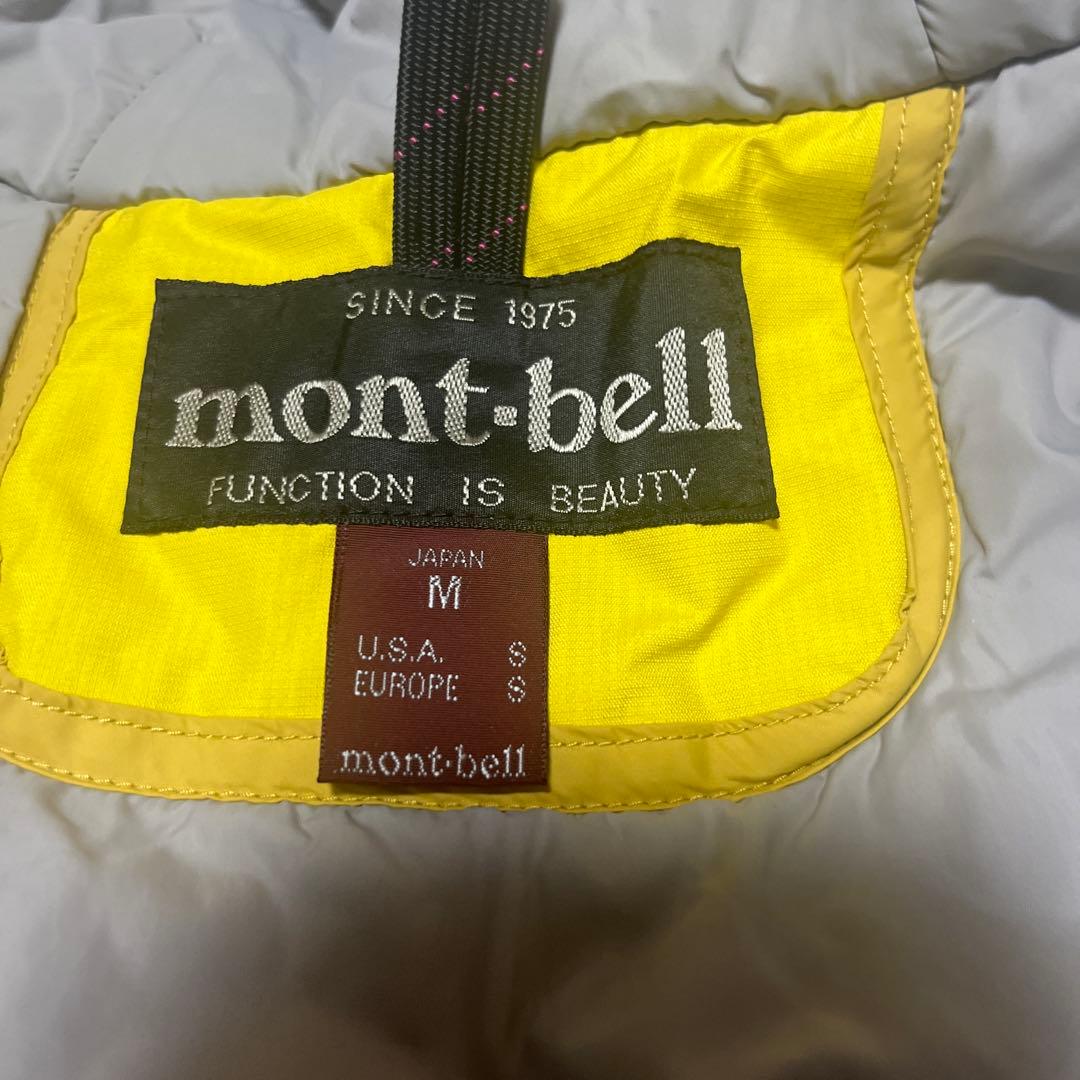 SINCE 1975
mont-bell
FUNCTION IS BEAUTY
JAPAN
M
U.S.A. S
EUROPE S
mont-bell